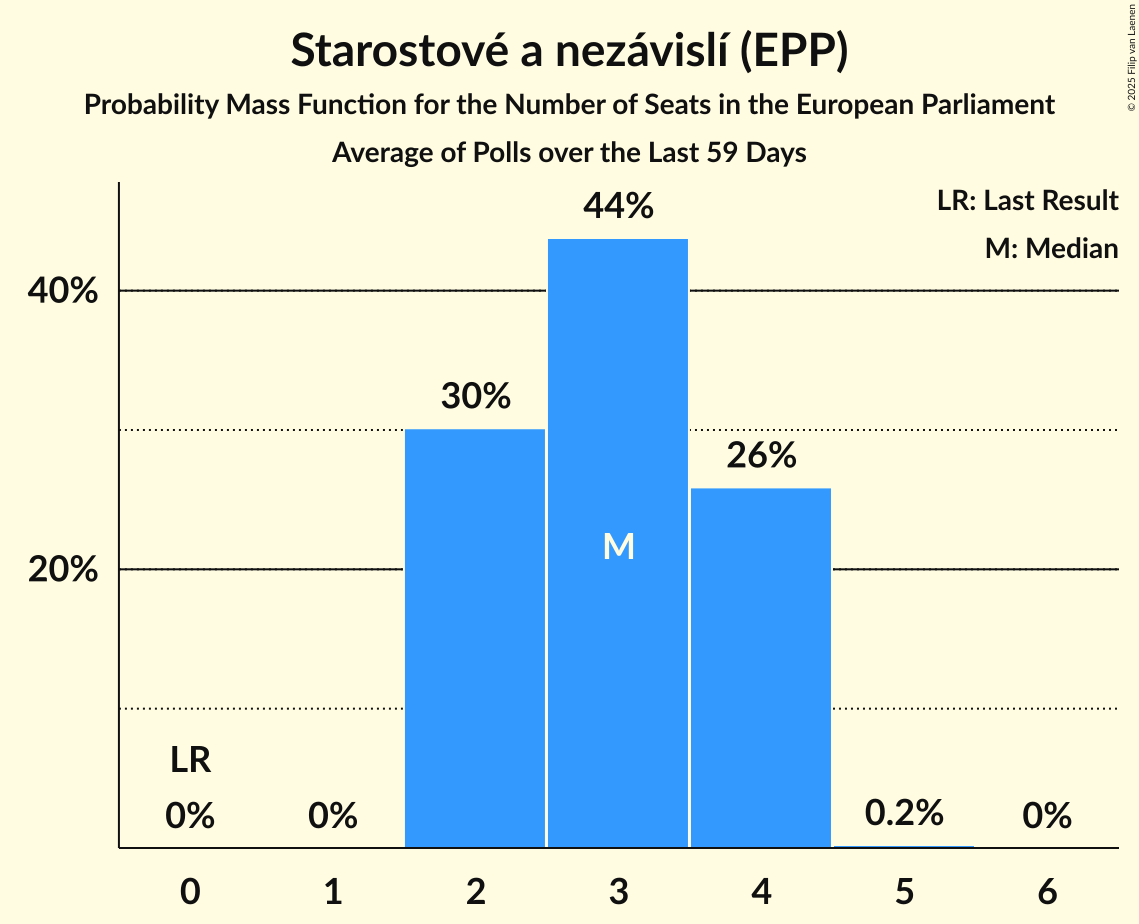 Starostové a nezávislí (EPP)
Probability Mass Function for the Number of Seats in the European Parliament
Average of Polls over the Last 59 Days
© 2025 Filip van Laenen
LR: Last Result
M: Median
44%
40%
30%
26%
M
20%
LR
0%
0%
0.2%
0%
0 1 2 3 4 5 6